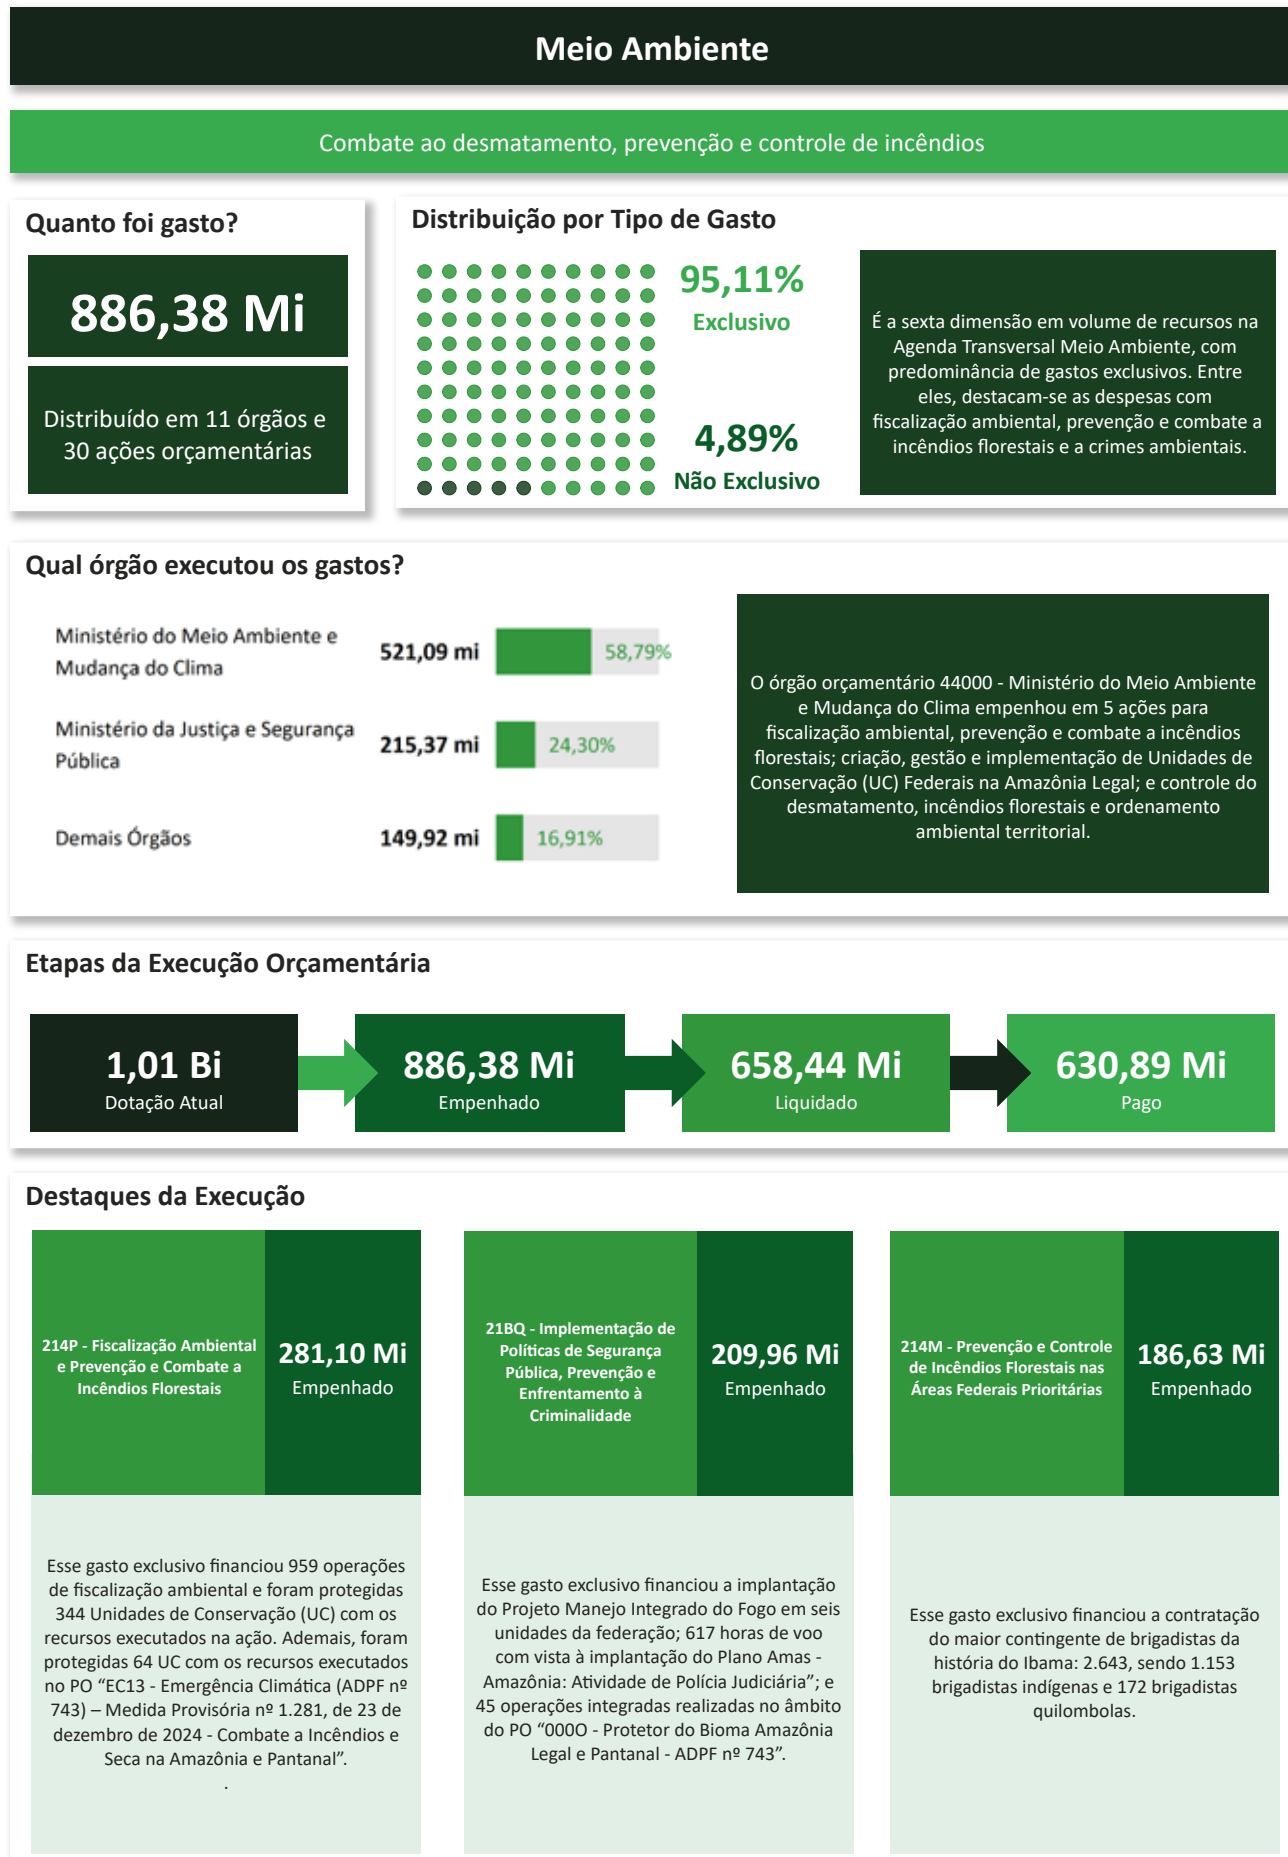 Meio Ambiente
Combate ao desmatamento, prevenção e controle de incêndios
Quanto foi gasto?
886,38 Mi
Distribuído em 11 órgãos e
30 ações orçamentárias
Distribuição por Tipo de Gasto
95,11%
Exclusivo
4,89%
Não Exclusivo
É a sexta dimensão em volume de recursos na
Agenda Transversal Meio Ambiente, com
predominância de gastos exclusivos. Entre
eles, destacam-se as despesas com
fiscalização ambiental, prevenção e combate a
incêndios florestais e a crimes ambientais.
Qual órgão executou os gastos?
Ministério do Meio Ambiente e
Mudança do Clima
521,09 mi
58,79%
Ministério da Justiça e Segurança
Pública
215,37 mi
24,30%
Demais Órgãos
149,92 mi
16,91%
O órgão orçamentário 44000 - Ministério do Meio Ambiente
e Mudança do Clima empenhou em 5 ações para
fiscalização ambiental, prevenção e combate a incêndios
florestais; criação, gestão e implementação de Unidades de
Conservação (UC) Federais na Amazônia Legal; e controle do
desmatamento, incêndios florestais e ordenamento
ambiental territorial.
Etapas da Execução Orçamentária
1,01 Bi
Dotação Atual
886,38 Mi
Empenhado
658,44 Mi
Liquidado
630,89 Mi
Pago
Destaques da Execução
214P - Fiscalização Ambiental
e Prevenção e Combate a
Incêndios Florestais
281,10 Mi
Empenhado
Esse gasto exclusivo financiou 959 operações
de fiscalização ambiental e foram protegidas
344 Unidades de Conservação (UC) com os
recursos executados na ação. Ademais, foram
protegidas 64 UC com os recursos executados
no PO “EC13 - Emergência Climática (ADPF nº
743) – Medida Provisória nº 1.281, de 23 de
dezembro de 2024 - Combate a Incêndios e
Seca na Amazônia e Pantanal”.
.
21BQ - Implementação de
Políticas de Segurança
Pública, Prevenção e
Enfrentamento à
Criminalidade
209,96 Mi
Empenhado
Esse gasto exclusivo financiou a implantação
do Projeto Manejo Integrado do Fogo em seis
unidades da federação; 617 horas de voo
com vista à implantação do Plano Amas -
Amazônia: Atividade de Polícia Judiciária”; e
45 operações integradas realizadas no âmbito
do PO “000O - Protetor do Bioma Amazônia
Legal e Pantanal - ADPF nº 743”.
214M - Prevenção e Controle
de Incêndios Florestais nas
Áreas Federais Prioritárias
186,63 Mi
Empenhado
Esse gasto exclusivo financiou a contratação
do maior contingente de brigadistas da
história do Ibama: 2.643, sendo 1.153
brigadistas indígenas e 172 brigadistas
quilombolas.